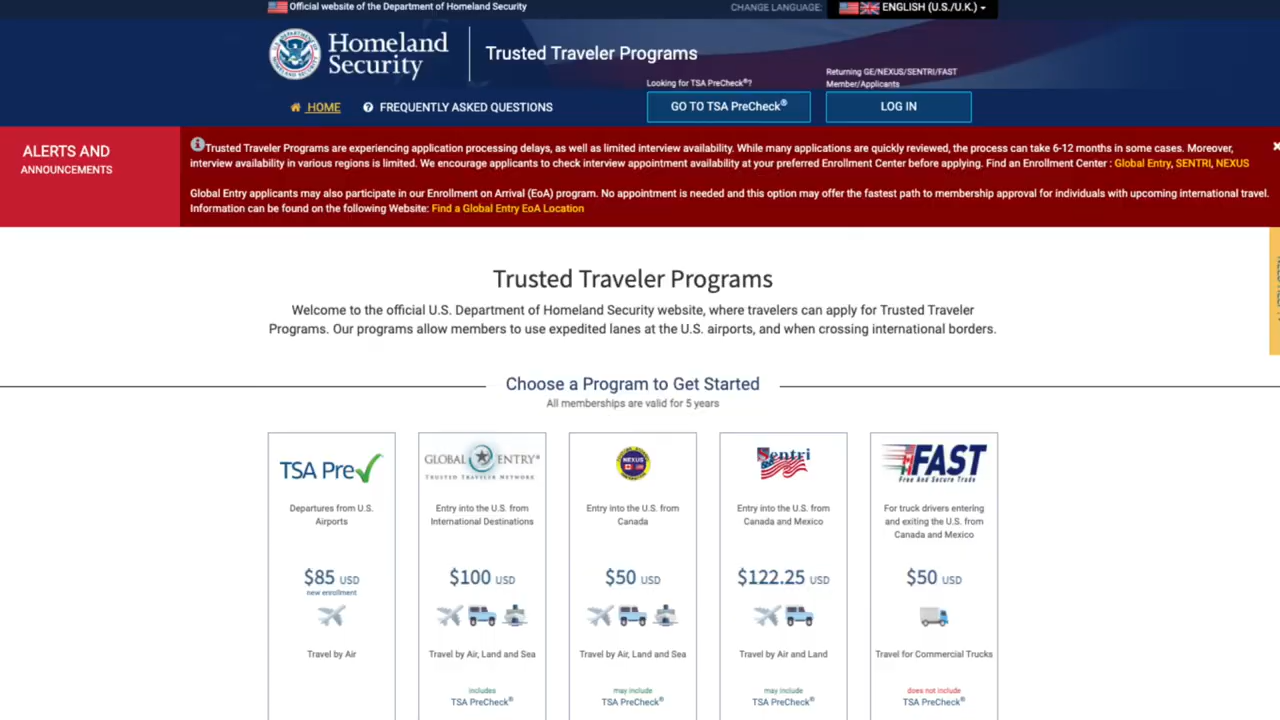 Official website of the Department of Homeland Security
CHANGE LANGUAGE:
ENGLISH (U.S./U.K.)
Homeland
Security
Trusted Traveler Programs
Looking for TSA PreCheck®?
Returning GE/NEXUS/SENTRI/FAST
Member/Applicants
HOME
FREQUENTLY ASKED QUESTIONS
GO TO TSA PreCheck®
LOG IN
ALERTS AND
ANNOUNCEMENTS
Trusted Traveler Programs are experiencing application processing delays, as well as limited interview availability. While many applications are quickly reviewed, the process can take 6-12 months in some cases. Moreover,
interview availability in various regions is limited. We encourage applicants to check interview appointment availability at your preferred Enrollment Center before applying. Find an Enrollment Center : Global Entry, SENTRI, NEXUS
Global Entry applicants may also participate in our Enrollment on Arrival (EoA) program. No appointment is needed and this option may offer the fastest path to membership approval for individuals with upcoming international travel.
Information can be found on the following Website: Find a Global Entry EoA Location
Trusted Traveler Programs
Welcome to the official U.S. Department of Homeland Security website, where travelers can apply for Trusted Traveler
Programs. Our programs allow members to use expedited lanes at the U.S. airports, and when crossing international borders.
Choose a Program to Get Started
All memberships are valid for 5 years
TSA Pre
Departures from U.S.
Airports
$85 USD
new enrollment
Travel by Air
GLOBAL ENTRY®
TRUSTED TRAVELER NETWORK
Entry into the U.S. from
International Destinations
$100 USD
Travel by Air, Land and Sea
includes
TSA PreCheck®
NEXUS
Entry into the U.S. from
Canada
$50 USD
Travel by Air, Land and Sea
may include
TSA PreCheck®
Sentri
Entry into the U.S. from
Canada and Mexico
$122.25 USD
Travel by Air and Land
may include
TSA PreCheck®
FAST
Free And Secure Trade
For truck drivers entering
and exiting the U.S. from
Canada and Mexico
$50 USD
Travel for Commercial Trucks
does not include
TSA PreCheck®